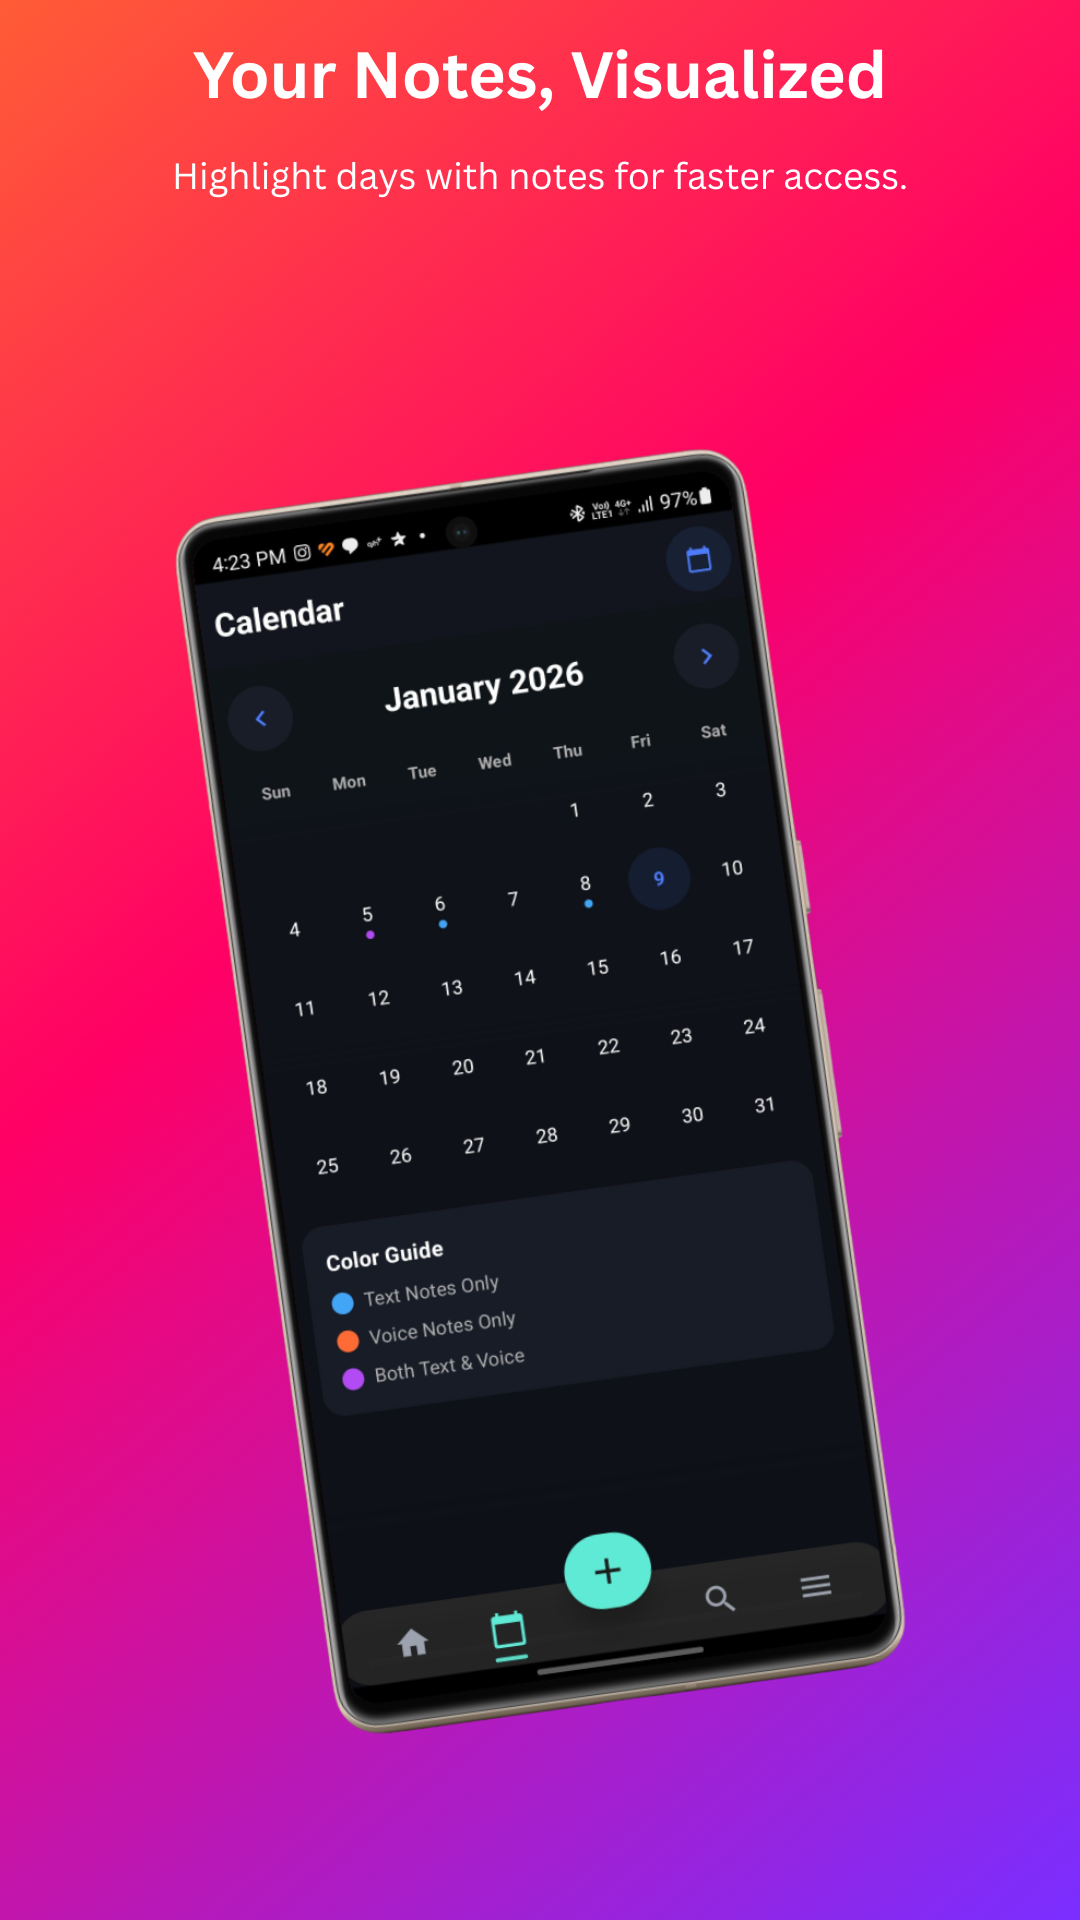 Your Notes, Visualized
Highlight days with notes for faster access.
4:23 PM
Vo) 4G+ 97%
LTE1
Calendar
January 2026
Sun Mon Tue Wed Thu Fri Sat
1 2 3
4 5 6 7 8 9 10
11 12 13 14 15 16 17
18 19 20 21 22 23 24
25 26 27 28 29 30 31
Color Guide
Text Notes Only
Voice Notes Only
Both Text & Voice